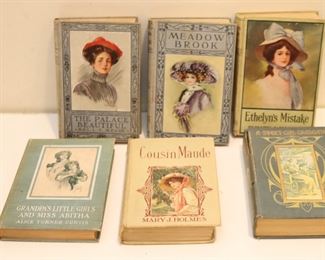 THE PALACE
BEAUTIFUL
MEADOW
BROOK
Ethelyn's Mistake
GRANDPA'S LITTLE GIRLS
AND MISS ABITHA
ALICE TURNER CURTIS
Cousin Maude
MARY J. HOLMES